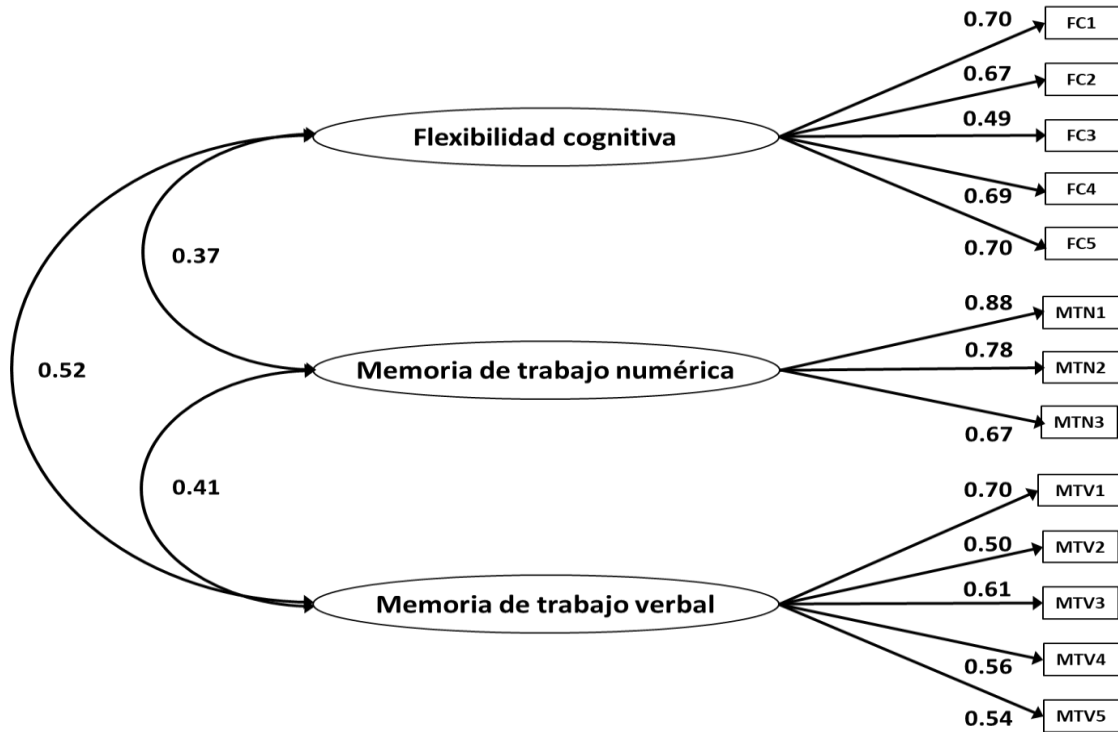 0.70
FC1
0.67
FC2
0.49
FC3
Flexibilidad cognitiva
0.69
FC4
0.70
FC5
0.37
0.88
MTN1
0.78
MTN2
0.52
Memoria de trabajo numérica
0.67
MTN3
0.41
0.70
MTV1
0.50
MTV2
0.61
MTV3
Memoria de trabajo verbal
0.56
MTV4
0.54
MTV5